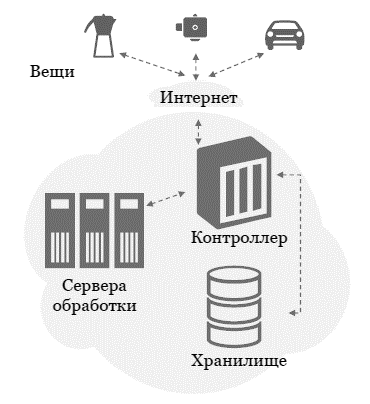 Вещи
Интернет
Контроллер
Сервера
обработки
Хранилище